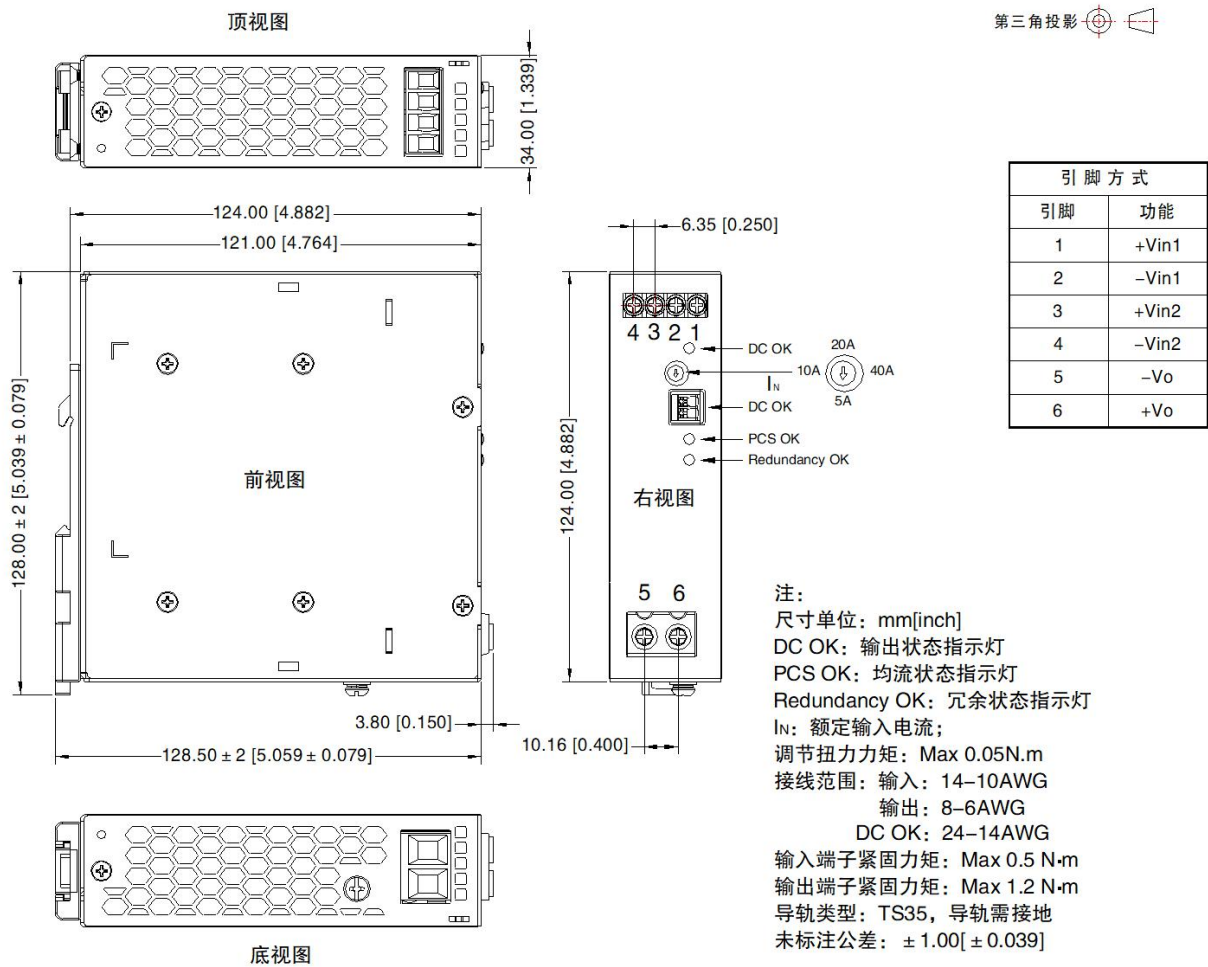 顶视图
第三角投影
34.00 [1.339]
124.00 [4.882]
121.00 [4.764]
128.00 ± 2 [5.039 ± 0.079]
前视图
3.80 [0.150]
128.50 ± 2 [5.059 ± 0.079]
6.35 [0.250]
4 3 2 1
DC OK
20A
10A
40A
5A
IN
DC OK
PCS OK
Redundancy OK
124.00 [4.882]
右视图
5 6
10.16 [0.400]
引脚方式
引脚 功能
1 +Vin1
2 −Vin1
3 +Vin2
4 −Vin2
5 −Vo
6 +Vo
注：
尺寸单位：mm[inch]
DC OK：输出状态指示灯
PCS OK：均流状态指示灯
Redundancy OK：冗余状态指示灯
IN：额定输入电流；
调节扭力力矩：Max 0.05N.m
接线范围：输入：14−10AWG
输出：8−6AWG
DC OK：24−14AWG
输入端子紧固力矩：Max 0.5 N·m
输出端子紧固力矩：Max 1.2 N·m
导轨类型：TS35，导轨需接地
未标注公差：± 1.00[ ± 0.039]
底视图